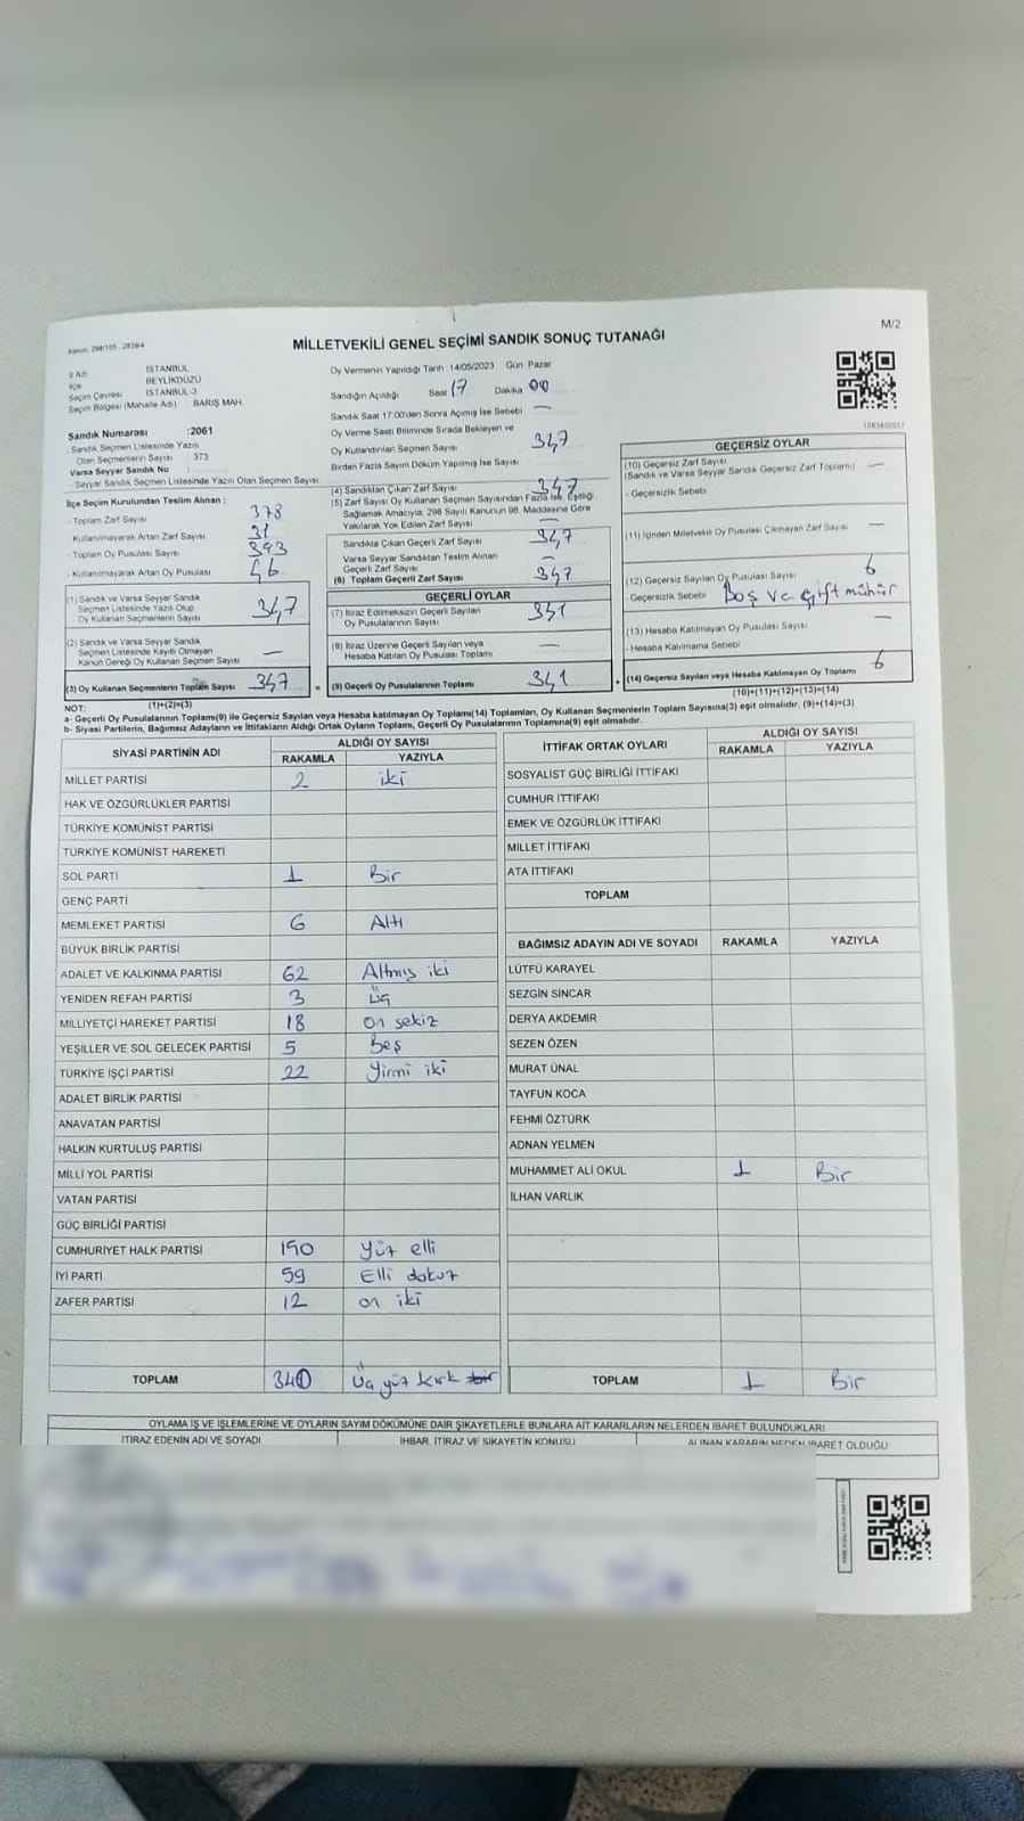 M/2
MİLLETVEKİLİ GENEL SEÇİMİ SANDIK SONUÇ TUTANAĞI
İSTANBUL
BEYLİKDÜZÜ
Seçim Çevresi İSTANBUL-3
Seçim Bölgesi (Mahalle Adı) BARIŞ MAH.
Sandık Numarası :2061
Sandık Seçmen Listesinde Yazılı
Olan Seçmenlerin Sayısı 373
Varsa Seyyar Sandık No :
Seyyar Sandık Seçmen Listesinde Yazılı Olan Seçmen Sayısı
İlçe Seçim Kurulundan Teslim Alınan :
- Toplam Zarf Sayısı 378
- Kullanılmayarak Artan Zarf Sayısı 31
- Toplam Oy Pusulası Sayısı 393
- Kullanılmayarak Artan Oy Pusulası 46
(1) Sandık ve Varsa Seyyar Sandık
Seçmen Listesinde Yazılı Olup
Oy Kullanan Seçmenlerin Sayısı 347
(2) Sandık ve Varsa Seyyar Sandık
Seçmen Listesinde Kayıtlı Olmayan
Kanun Gereği Oy Kullanan Seçmen Sayısı —
(3) Oy Kullanan Seçmenlerin Toplam Sayısı 347
(1)+(2)=(3)
Oy Vermenin Yapıldığı Tarih :14/05/2023 Gün Pazar
Sandığın Açıldığı Saat 17 Dakika 00
Sandık Saat 17:00'den Sonra Açılmış İse Sebebi —
Oy Verme Saati Bitiminde Sırada Bekleyen ve
Oy Kullandırılan Seçmen Sayısı 347
Birden Fazla Sayım Döküm Yapılmış İse Sayısı
(4) Sandıktan Çıkan Zarf Sayısı 347
(5) Zarf Sayısı Oy Kullanan Seçmen Sayısından Fazla İse, Eşitliği
Sağlamak Amacıyla, 298 Sayılı Kanunun 98. Maddesine Göre
Yakılarak Yok Edilen Zarf Sayısı —
Sandıkta Çıkan Geçerli Zarf Sayısı 347
Varsa Seyyar Sandıktan Teslim Alınan
Geçerli Zarf Sayısı —
(6) Toplam Geçerli Zarf Sayısı 347
GEÇERLİ OYLAR
(7) İtiraz Edilmeksizin Geçerli Sayılan
Oy Pusulalarının Sayısı 341
(8) İtiraz Üzerine Geçerli Sayılan veya
Hesaba Katılan Oy Pusulası Toplamı —
(9) Geçerli Oy Pusulalarının Toplamı 341
GEÇERSİZ OYLAR
(10) Geçersiz Zarf Sayısı
(Sandık ve Varsa Seyyar Sandık Geçersiz Zarf Toplamı) —
- Geçersizlik Sebebi
(11) İçinden Milletvekili Oy Pusulası Çıkmayan Zarf Sayısı —
(12) Geçersiz Sayılan Oy Pusulası Sayısı 6
- Geçersizlik Sebebi Boş ve çift mühür
(13) Hesaba Katılmayan Oy Pusulası Sayısı —
- Hesaba Katılmama Sebebi
(14) Geçersiz Sayılan veya Hesaba Katılmayan Oy Toplamı 6
(10)+(11)+(12)+(13)=(14)
NOT:
a- Geçerli Oy Pusulalarının Toplamı(9) ile Geçersiz Sayılan veya Hesaba katılmayan Oy Toplamı(14) Toplamları, Oy Kullanan Seçmenlerin Toplam Sayısına(3) eşit olmalıdır. (9)+(14)=(3)
b- Siyasi Partilerin, Bağımsız Adayların ve İttifakların Aldığı Ortak Oyların Toplamı, Geçerli Oy Pusulalarının Toplamına(9) eşit olmalıdır.
SİYASİ PARTİNİN ADI ALDIĞI OY SAYISI
RAKAMLA YAZIYLA
MİLLET PARTİSİ 2 iki
HAK VE ÖZGÜRLÜKLER PARTİSİ
TÜRKİYE KOMÜNİST PARTİSİ
TÜRKİYE KOMÜNİST HAREKETİ
SOL PARTİ 1 Bir
GENÇ PARTİ
MEMLEKET PARTİSİ 6 Altı
BÜYÜK BİRLİK PARTİSİ
ADALET VE KALKINMA PARTİSİ 62 Altmış iki
YENİDEN REFAH PARTİSİ 3 Üç
MİLLİYETÇİ HAREKET PARTİSİ 18 on sekiz
YEŞİLLER VE SOL GELECEK PARTİSİ 5 Beş
TÜRKİYE İŞÇİ PARTİSİ 22 yirmi iki
ADALET BİRLİK PARTİSİ
ANAVATAN PARTİSİ
HALKIN KURTULUŞ PARTİSİ
MİLLİ YOL PARTİSİ
VATAN PARTİSİ
GÜÇ BİRLİĞİ PARTİSİ
CUMHURİYET HALK PARTİSİ 150 yüz elli
İYİ PARTİ 59 Elli dokuz
ZAFER PARTİSİ 12 on iki
TOPLAM 340 üç yüz kırk bir
İTTİFAK ORTAK OYLARI ALDIĞI OY SAYISI
RAKAMLA YAZIYLA
SOSYALİST GÜÇ BİRLİĞİ İTTİFAKI
CUMHUR İTTİFAKI
EMEK VE ÖZGÜRLÜK İTTİFAKI
MİLLET İTTİFAKI
ATA İTTİFAKI
TOPLAM
BAĞIMSIZ ADAYIN ADI VE SOYADI RAKAMLA YAZIYLA
LÜTFÜ KARAYEL
SEZGİN SİNCAR
DERYA AKDEMİR
SEZEN ÖZEN
MURAT ÜNAL
TAYFUN KOCA
FEHMİ ÖZTÜRK
ADNAN YELMEN
MUHAMMET ALİ OKUL 1 Bir
İLHAN VARLIK
TOPLAM 1 Bir
OYLAMA İŞ VE İŞLEMLERİNE VE OYLARIN SAYIM DÖKÜMÜNE DAİR ŞİKAYETLERLE BUNLARA AİT KARARLARIN NELERDEN İBARET BULUNDUKLARI
İTİRAZ EDENİN ADI VE SOYADI İHBAR, İTİRAZ VE ŞİKAYETİN KONUSU ALINAN KARARIN NEDEN İBARET OLDUĞU